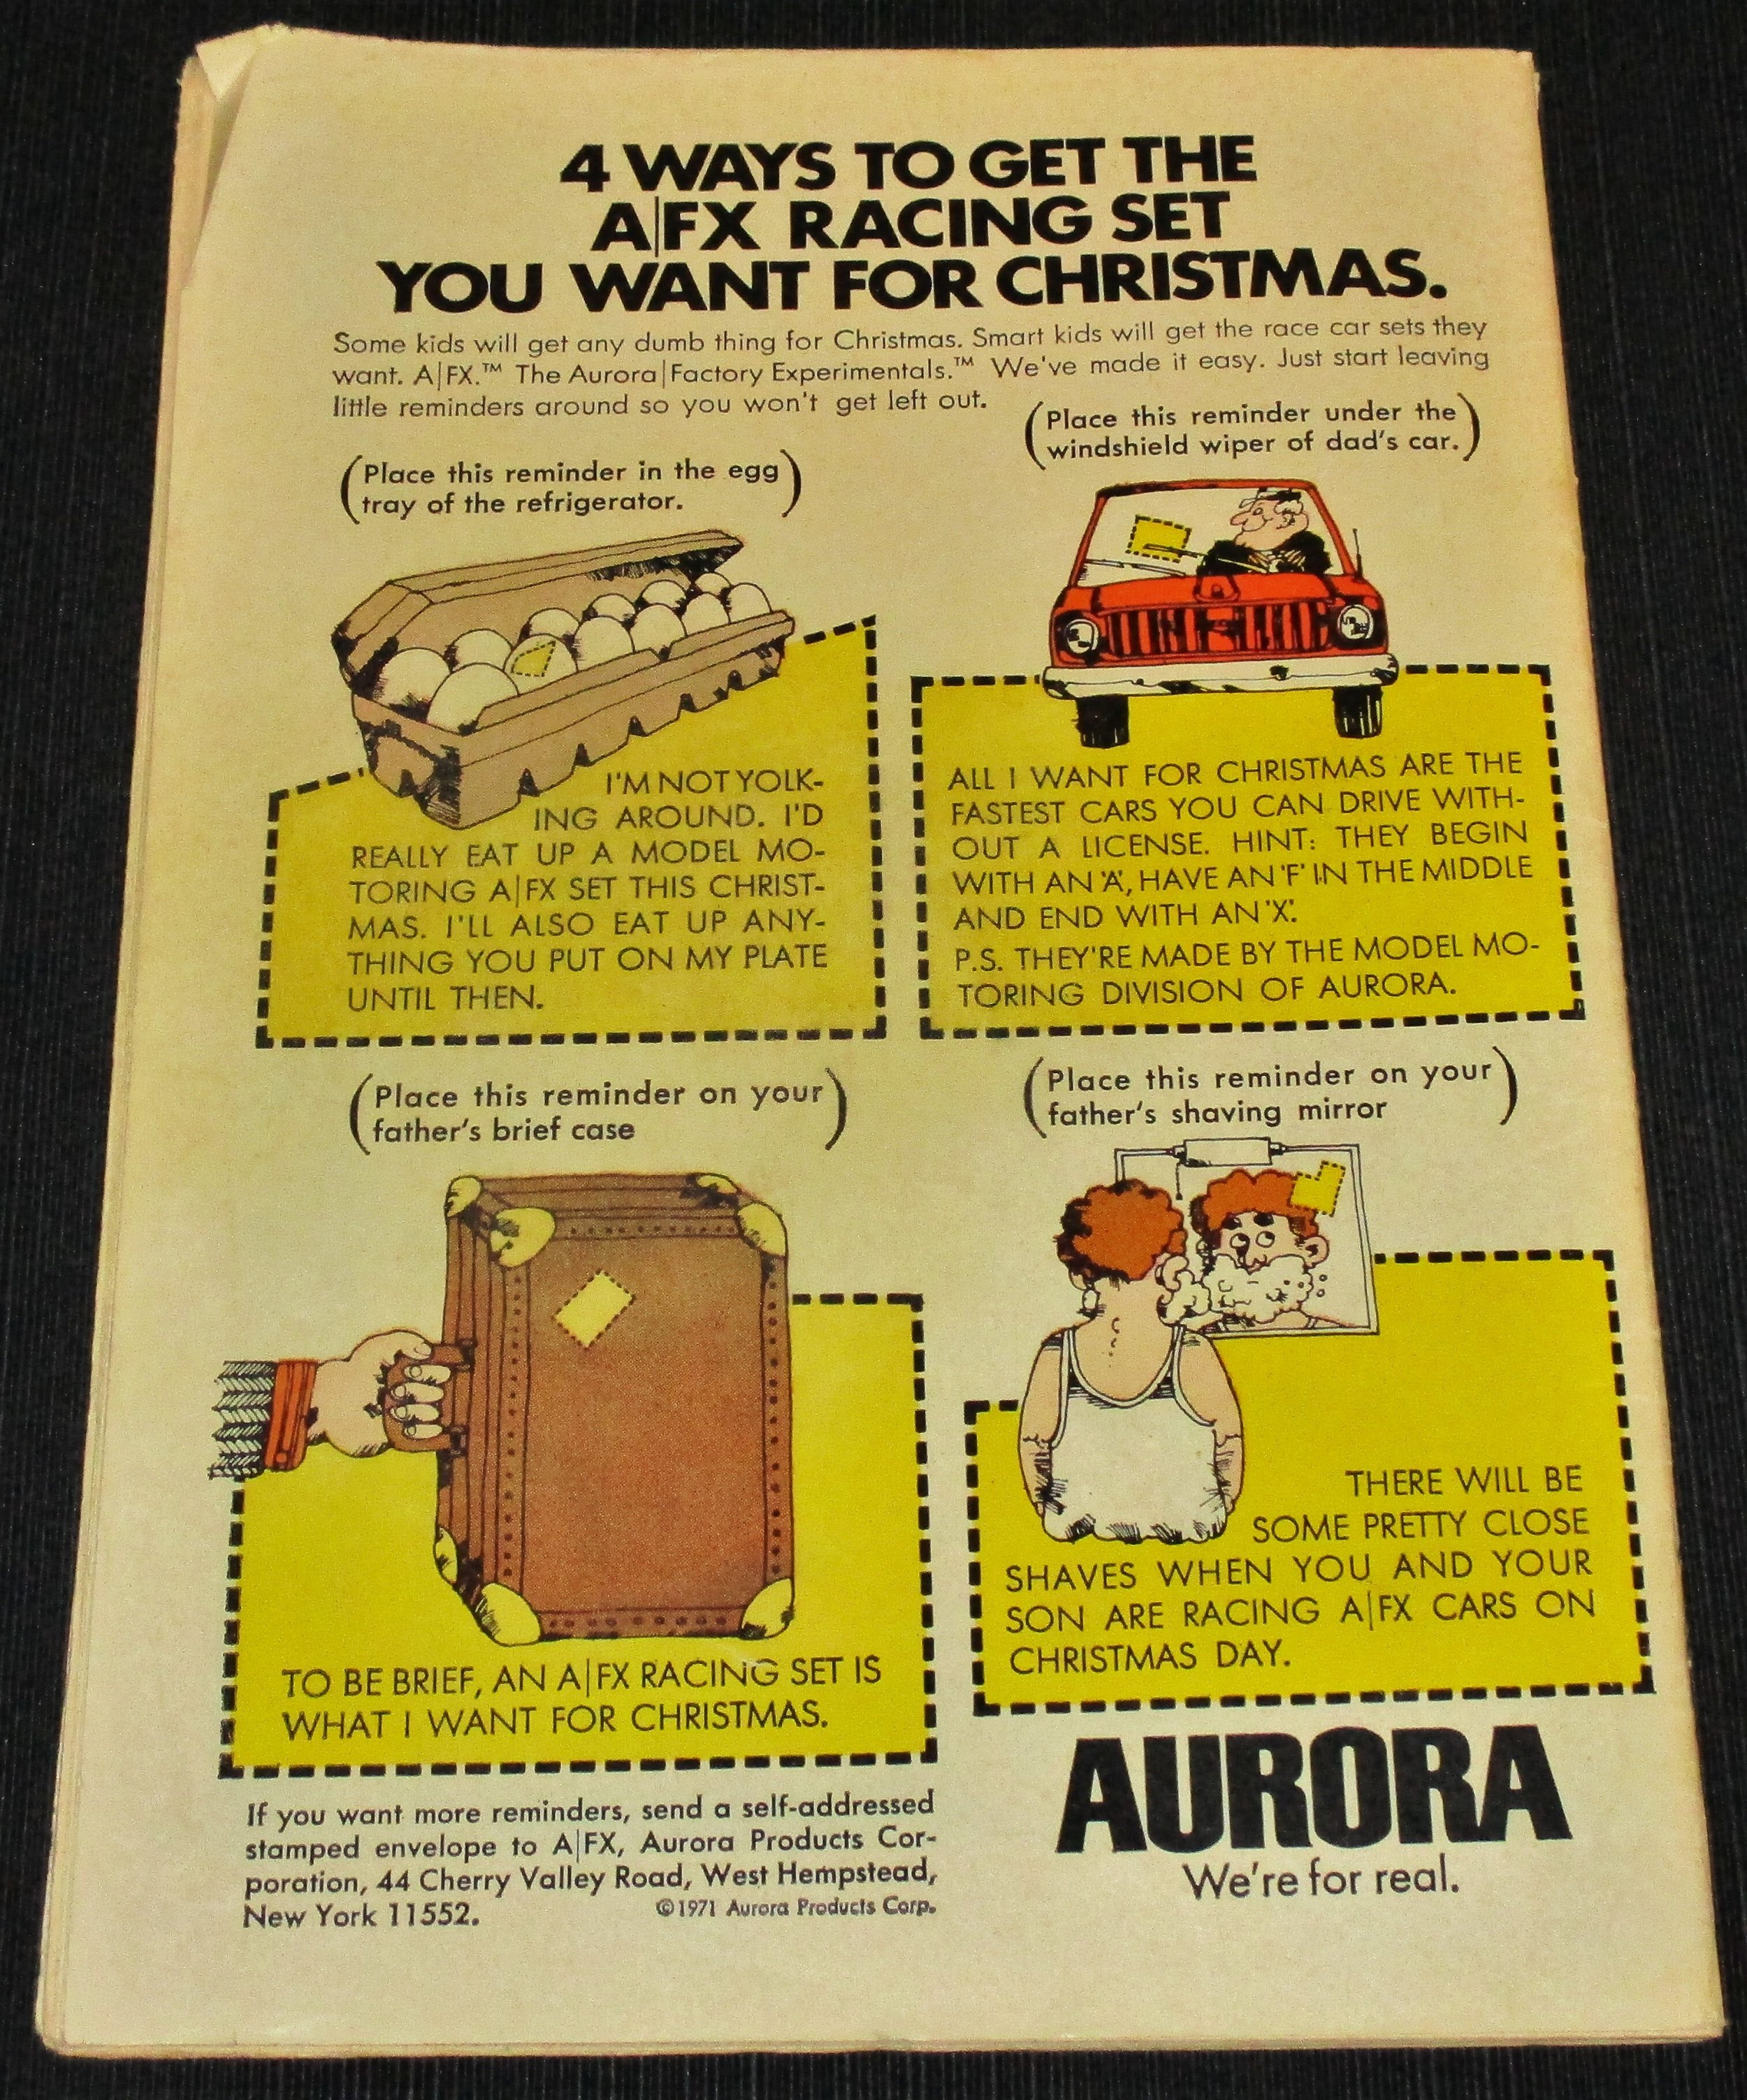 4 WAYS TO GET THE
A|FX RACING SET
YOU WANT FOR CHRISTMAS.
Some kids will get any dumb thing for Christmas. Smart kids will get the race car sets they
want. A|FX.™ The Aurora|Factory Experimentals.™ We've made it easy. Just start leaving
little reminders around so you won't get left out.
(Place this reminder in the egg
tray of the refrigerator.)
I'M NOT YOLK-
ING AROUND. I'D
REALLY EAT UP A MODEL MO-
TORING A|FX SET THIS CHRIST-
MAS. I'LL ALSO EAT UP ANY-
THING YOU PUT ON MY PLATE
UNTIL THEN.
(Place this reminder under the
windshield wiper of dad's car.)
ALL I WANT FOR CHRISTMAS ARE THE
FASTEST CARS YOU CAN DRIVE WITH-
OUT A LICENSE. HINT: THEY BEGIN
WITH AN 'A', HAVE AN 'F' IN THE MIDDLE
AND END WITH AN 'X'.
P.S. THEY'RE MADE BY THE MODEL MO-
TORING DIVISION OF AURORA.
(Place this reminder on your
father's brief case)
TO BE BRIEF, AN A|FX RACING SET IS
WHAT I WANT FOR CHRISTMAS.
(Place this reminder on your
father's shaving mirror)
THERE WILL BE
SOME PRETTY CLOSE
SHAVES WHEN YOU AND YOUR
SON ARE RACING A|FX CARS ON
CHRISTMAS DAY.
If you want more reminders, send a self-addressed
stamped envelope to A|FX, Aurora Products Cor-
poration, 44 Cherry Valley Road, West Hempstead,
New York 11552. ©1971 Aurora Products Corp.
AURORA
We're for real.